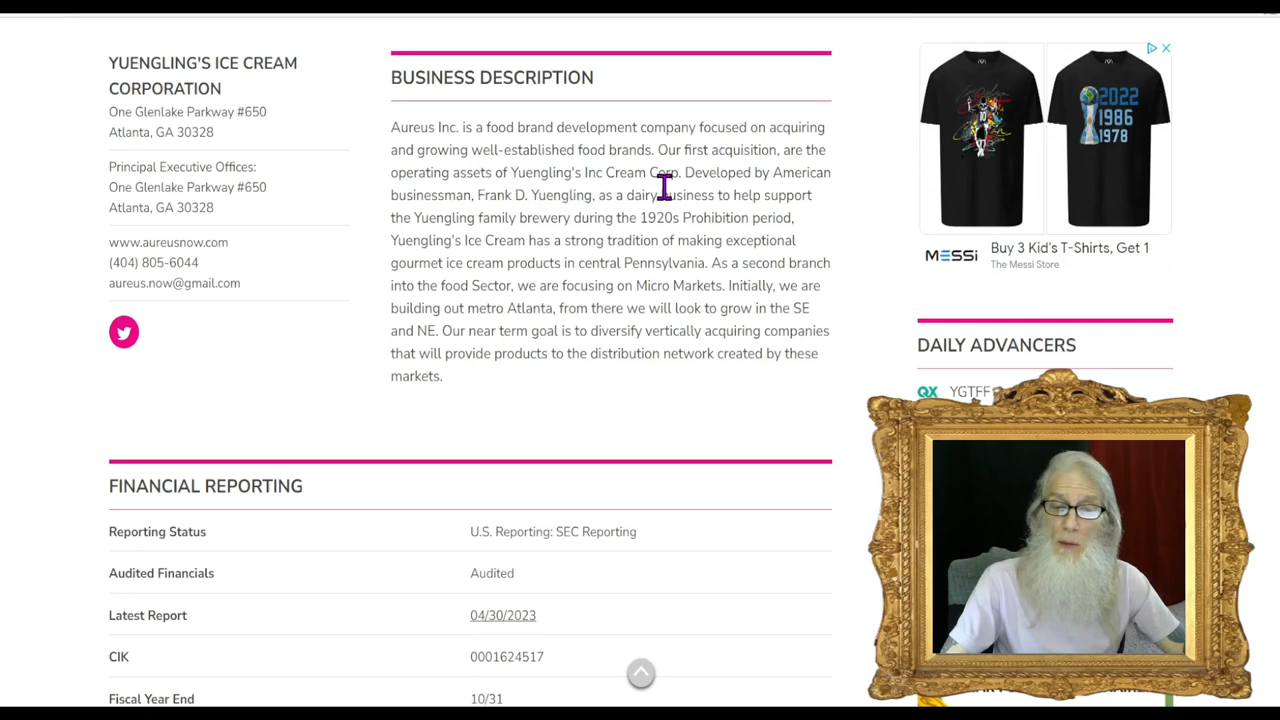 YUENGLING'S ICE CREAM
CORPORATION
One Glenlake Parkway #650
Atlanta, GA 30328
Principal Executive Offices:
One Glenlake Parkway #650
Atlanta, GA 30328
www.aureusnow.com
(404) 805-6044
aureus.now@gmail.com
BUSINESS DESCRIPTION
Aureus Inc. is a food brand development company focused on acquiring
and growing well-established food brands. Our first acquisition, are the
operating assets of Yuengling's Inc Cream Corp. Developed by American
businessman, Frank D. Yuengling, as a dairy business to help support
the Yuengling family brewery during the 1920s Prohibition period,
Yuengling's Ice Cream has a strong tradition of making exceptional
gourmet ice cream products in central Pennsylvania. As a second branch
into the food Sector, we are focusing on Micro Markets. Initially, we are
building out metro Atlanta, from there we will look to grow in the SE
and NE. Our near term goal is to diversify vertically acquiring companies
that will provide products to the distribution network created by these
markets.
FINANCIAL REPORTING
Reporting Status U.S. Reporting: SEC Reporting
Audited Financials Audited
Latest Report 04/30/2023
CIK 0001624517
Fiscal Year End 10/31
10
2022
1986
1978
MESSI
Buy 3 Kid's T-Shirts, Get 1
The Messi Store
DAILY ADVANCERS
QX YGTFF